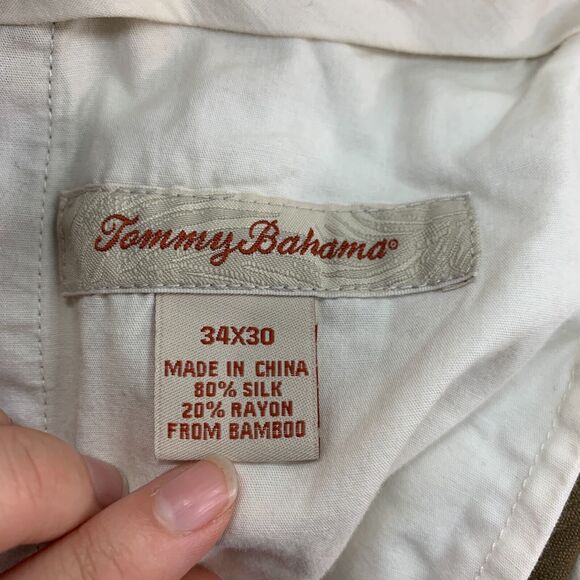 Tommy Bahama®
34X30
MADE IN CHINA
80% SILK
20% RAYON
FROM BAMBOO